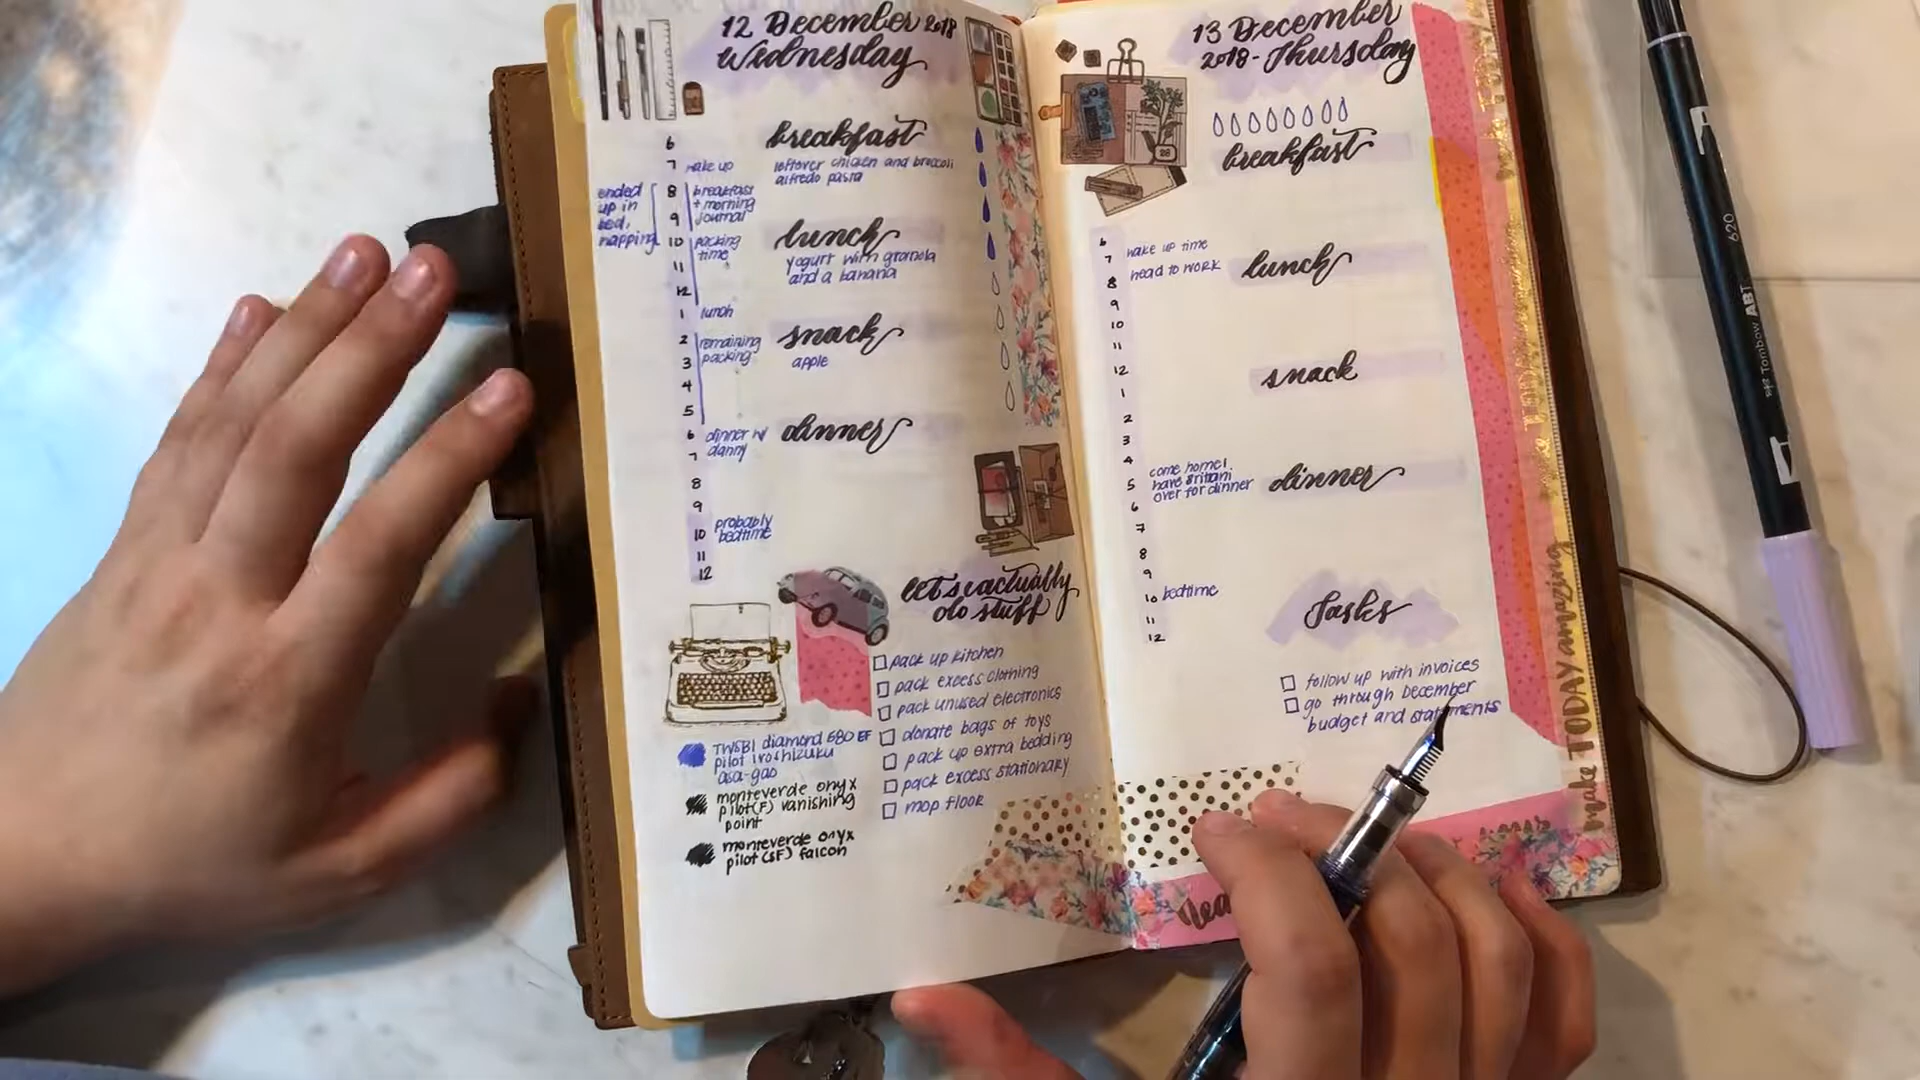 12 December 2018
Wednesday
6
7 wake up
8 breakfast
+ morning
9 journal
ended
up in
bed,
napping
10 packing
time
11
12
1 lunch
2 remaining
3 packing
4
5
6 dinner w/
danny
7
8
9
probably
10 bedtime
11
12
breakfast
leftover chicken and broccoli
alfredo pasta
lunch
yogurt with granola
and a banana
snack
apple
dinner
let's actually
do stuff
pack up kitchen
pack excess clothing
pack unused electronics
donate bags of toys
pack up extra bedding
pack excess stationary
mop floor
TWSBI diamond 580 EF
pilot iroshizuku
asa-gao
monteverde onyx
pilot(F) vanishing
point
monteverde onyx
pilot(SF) falcon
13 December
2018 - Thursday
breakfast
6
7 wake up time
8 head to work
9
10
11
12
1
2
3
4
come home!
5 have
over for dinner
6
7
8
9
10 bedtime
11
12
lunch
snack
dinner
Tasks
follow up with invoices
go through December
budget and statements
make TODAY amazing
TODAY
620
ABT
Tombow